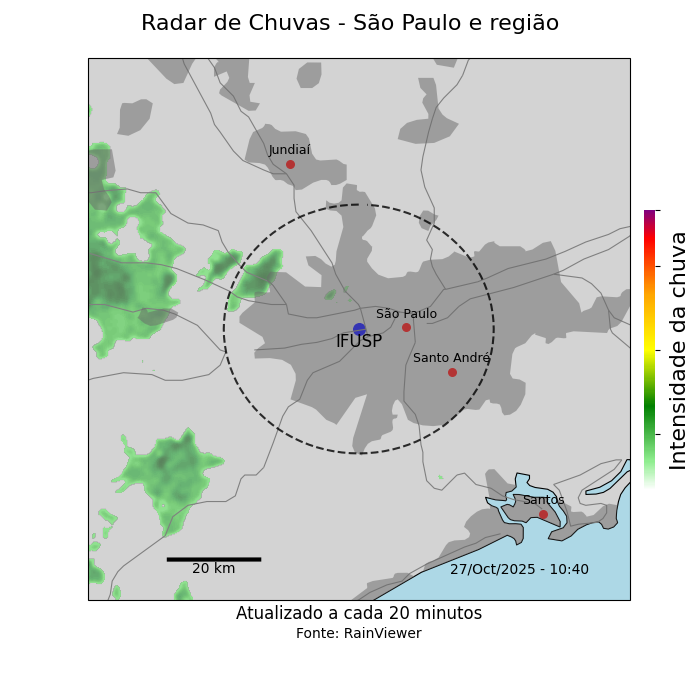 Radar de Chuvas - São Paulo e região
Jundiaí
São Paulo
IFUSP
Santo André
Santos
20 km
27/Oct/2025 - 10:40
Intensidade da chuva
Atualizado a cada 20 minutos
Fonte: RainViewer